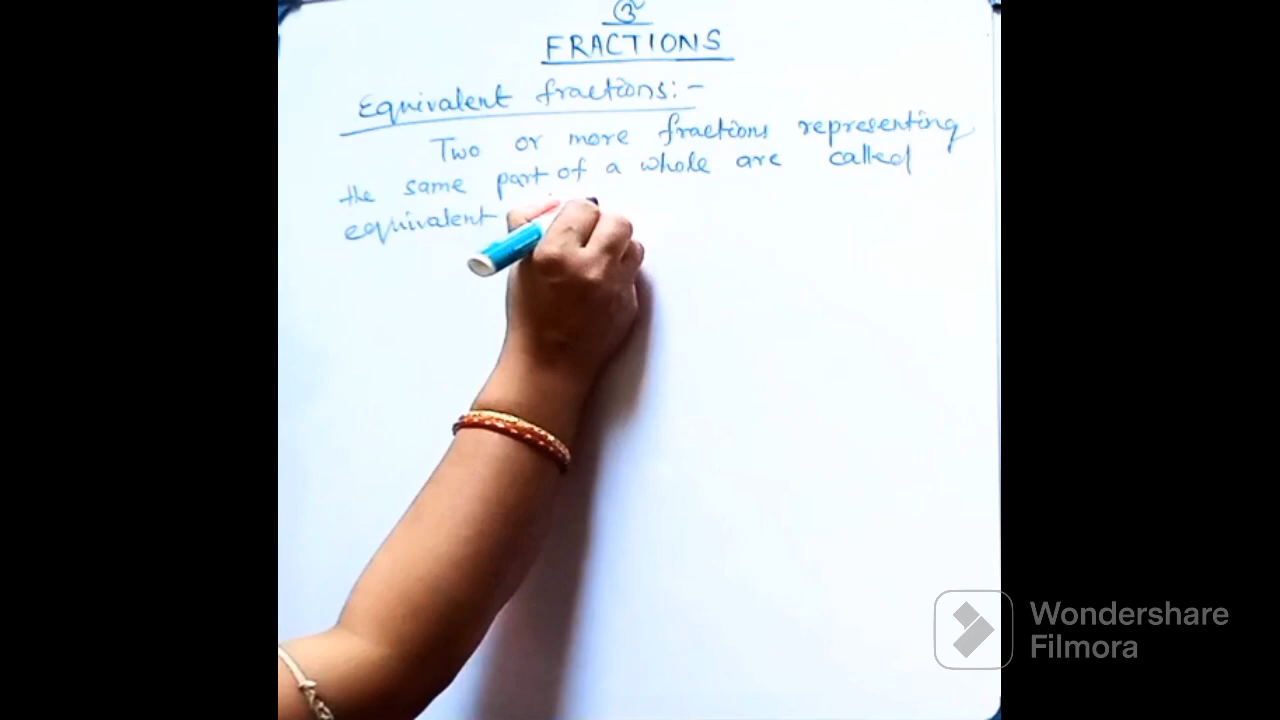 FRACTIONS
Equivalent fractions:-
Two or more fractions representing
the same part of a whole are called
equivalent
Wondershare
Filmora